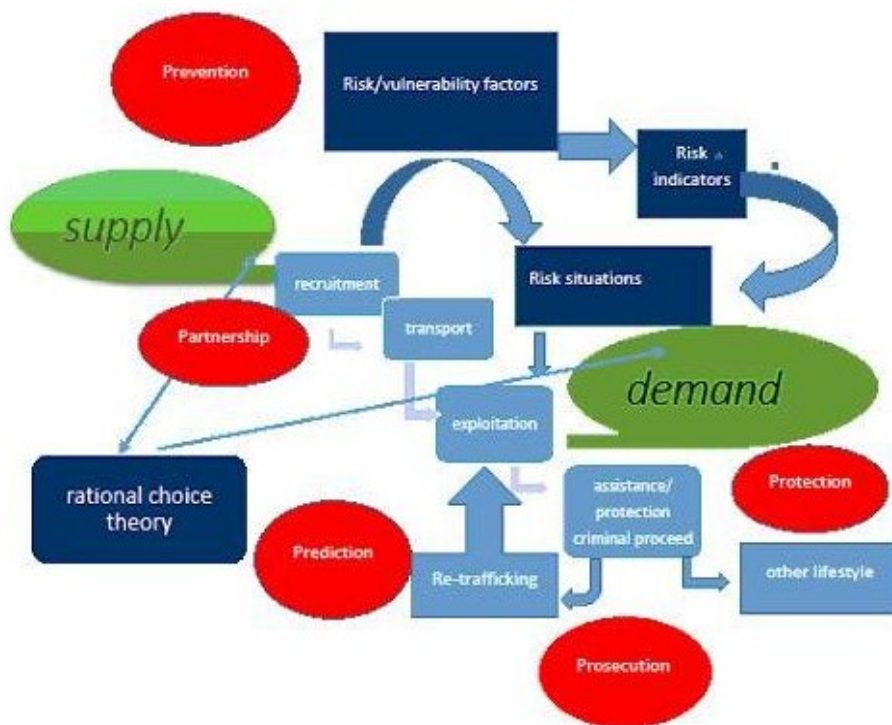 Prevention
Risk/vulnerability factors
Risk
indicators
supply
recruitment
Risk situations
Partnership
transport
demand
exploitation
rational choice
theory
assistance/
protection
criminal proceed
Protection
Prediction
Re-trafficking
other lifestyle
Prosecution